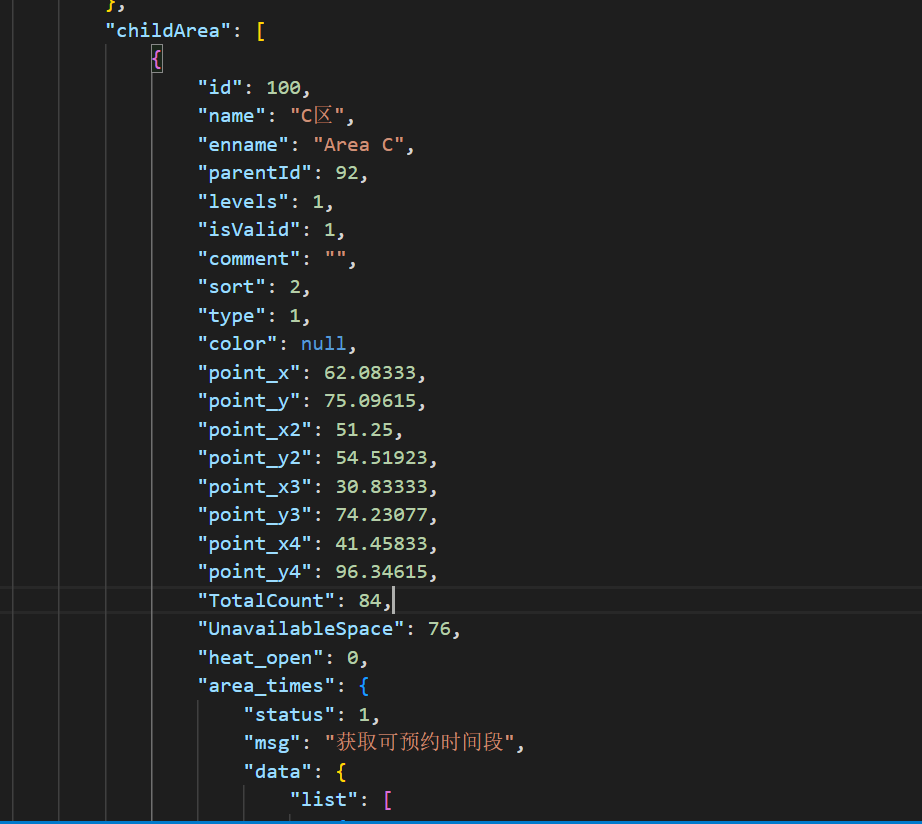 },
"childArea": [
{
"id": 100,
"name": "C区",
"enname": "Area C",
"parentId": 92,
"levels": 1,
"isValid": 1,
"comment": "",
"sort": 2,
"type": 1,
"color": null,
"point_x": 62.08333,
"point_y": 75.09615,
"point_x2": 51.25,
"point_y2": 54.51923,
"point_x3": 30.83333,
"point_y3": 74.23077,
"point_x4": 41.45833,
"point_y4": 96.34615,
"TotalCount": 84,
"UnavailableSpace": 76,
"heat_open": 0,
"area_times": {
"status": 1,
"msg": "获取可预约时间段",
"data": {
"list": [